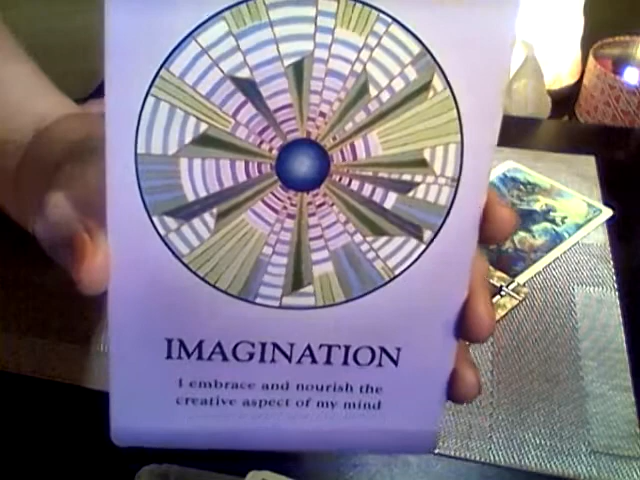 IMAGINATION
I embrace and nourish the
creative aspect of my mind